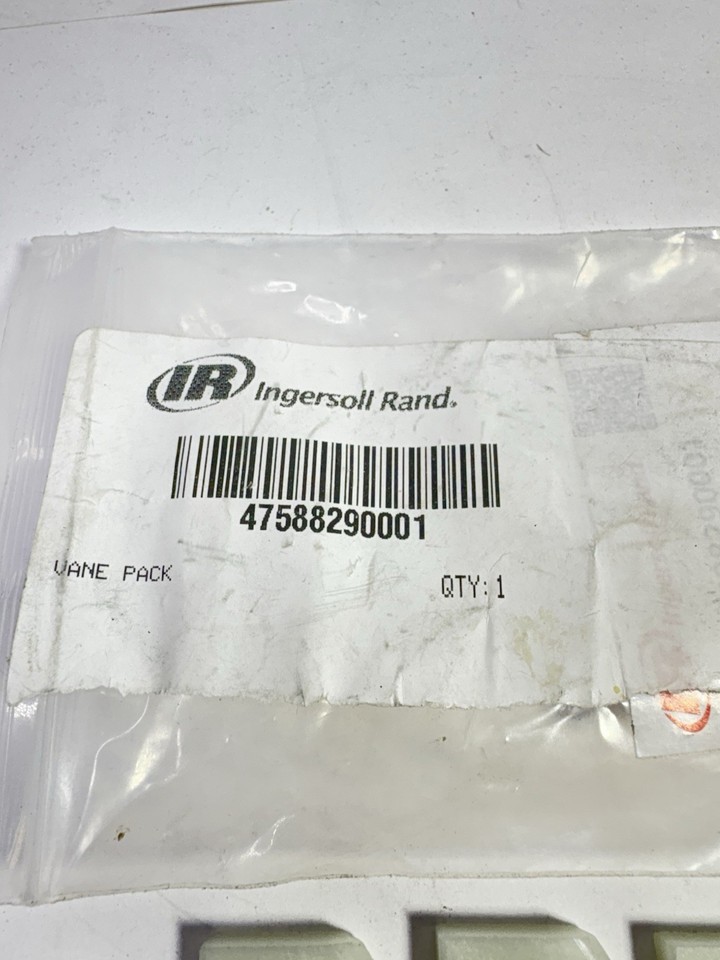 IR Ingersoll Rand.
47588290001
VANE PACK
QTY: 1